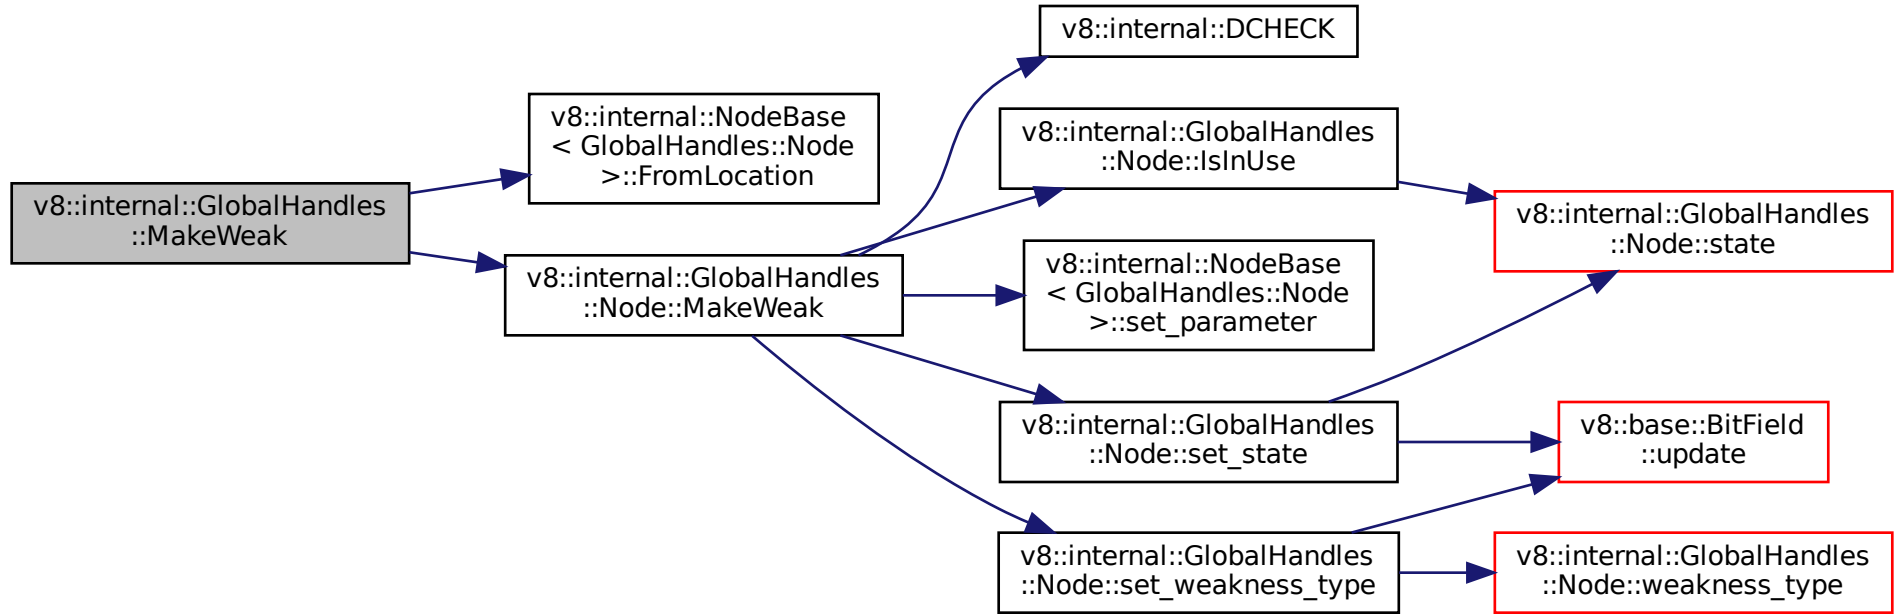 v8::internal::GlobalHandles
::MakeWeak
v8::internal::NodeBase
< GlobalHandles::Node
>::FromLocation
v8::internal::GlobalHandles
::Node::MakeWeak
v8::internal::DCHECK
v8::internal::GlobalHandles
::Node::IsInUse
v8::internal::NodeBase
< GlobalHandles::Node
>::set_parameter
v8::internal::GlobalHandles
::Node::set_state
v8::internal::GlobalHandles
::Node::set_weakness_type
v8::internal::GlobalHandles
::Node::state
v8::base::BitField
::update
v8::internal::GlobalHandles
::Node::weakness_type